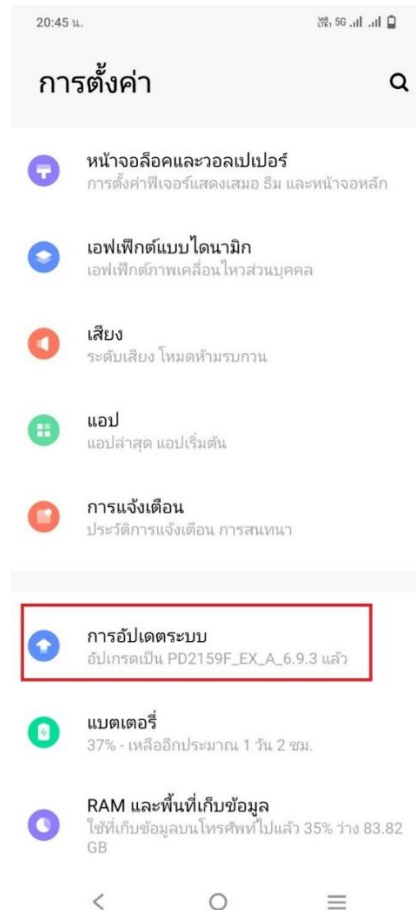 20:45 น.
5G
การตั้งค่า
หน้าจอล็อคและวอลเปเปอร์
การตั้งค่าฟีเจอร์แสดงเสมอ ธีม และหน้าจอหลัก
เอฟเฟ็กต์แบบไดนามิก
เอฟเฟ็กต์ภาพเคลื่อนไหวส่วนบุคคล
เสียง
ระดับเสียง โหมดห้ามรบกวน
แอป
แอปล่าสุด แอปเริ่มต้น
การแจ้งเตือน
ประวัติการแจ้งเตือน การสนทนา
การอัปเดตระบบ
อัปเกรดเป็น PD2159F_EX_A_6.9.3 แล้ว
แบตเตอรี่
37% - เหลืออีกประมาณ 1 วัน 2 ชม.
RAM และพื้นที่เก็บข้อมูล
ใช้ที่เก็บข้อมูลบนโทรศัพท์ไปแล้ว 35% ว่าง 83.82
GB